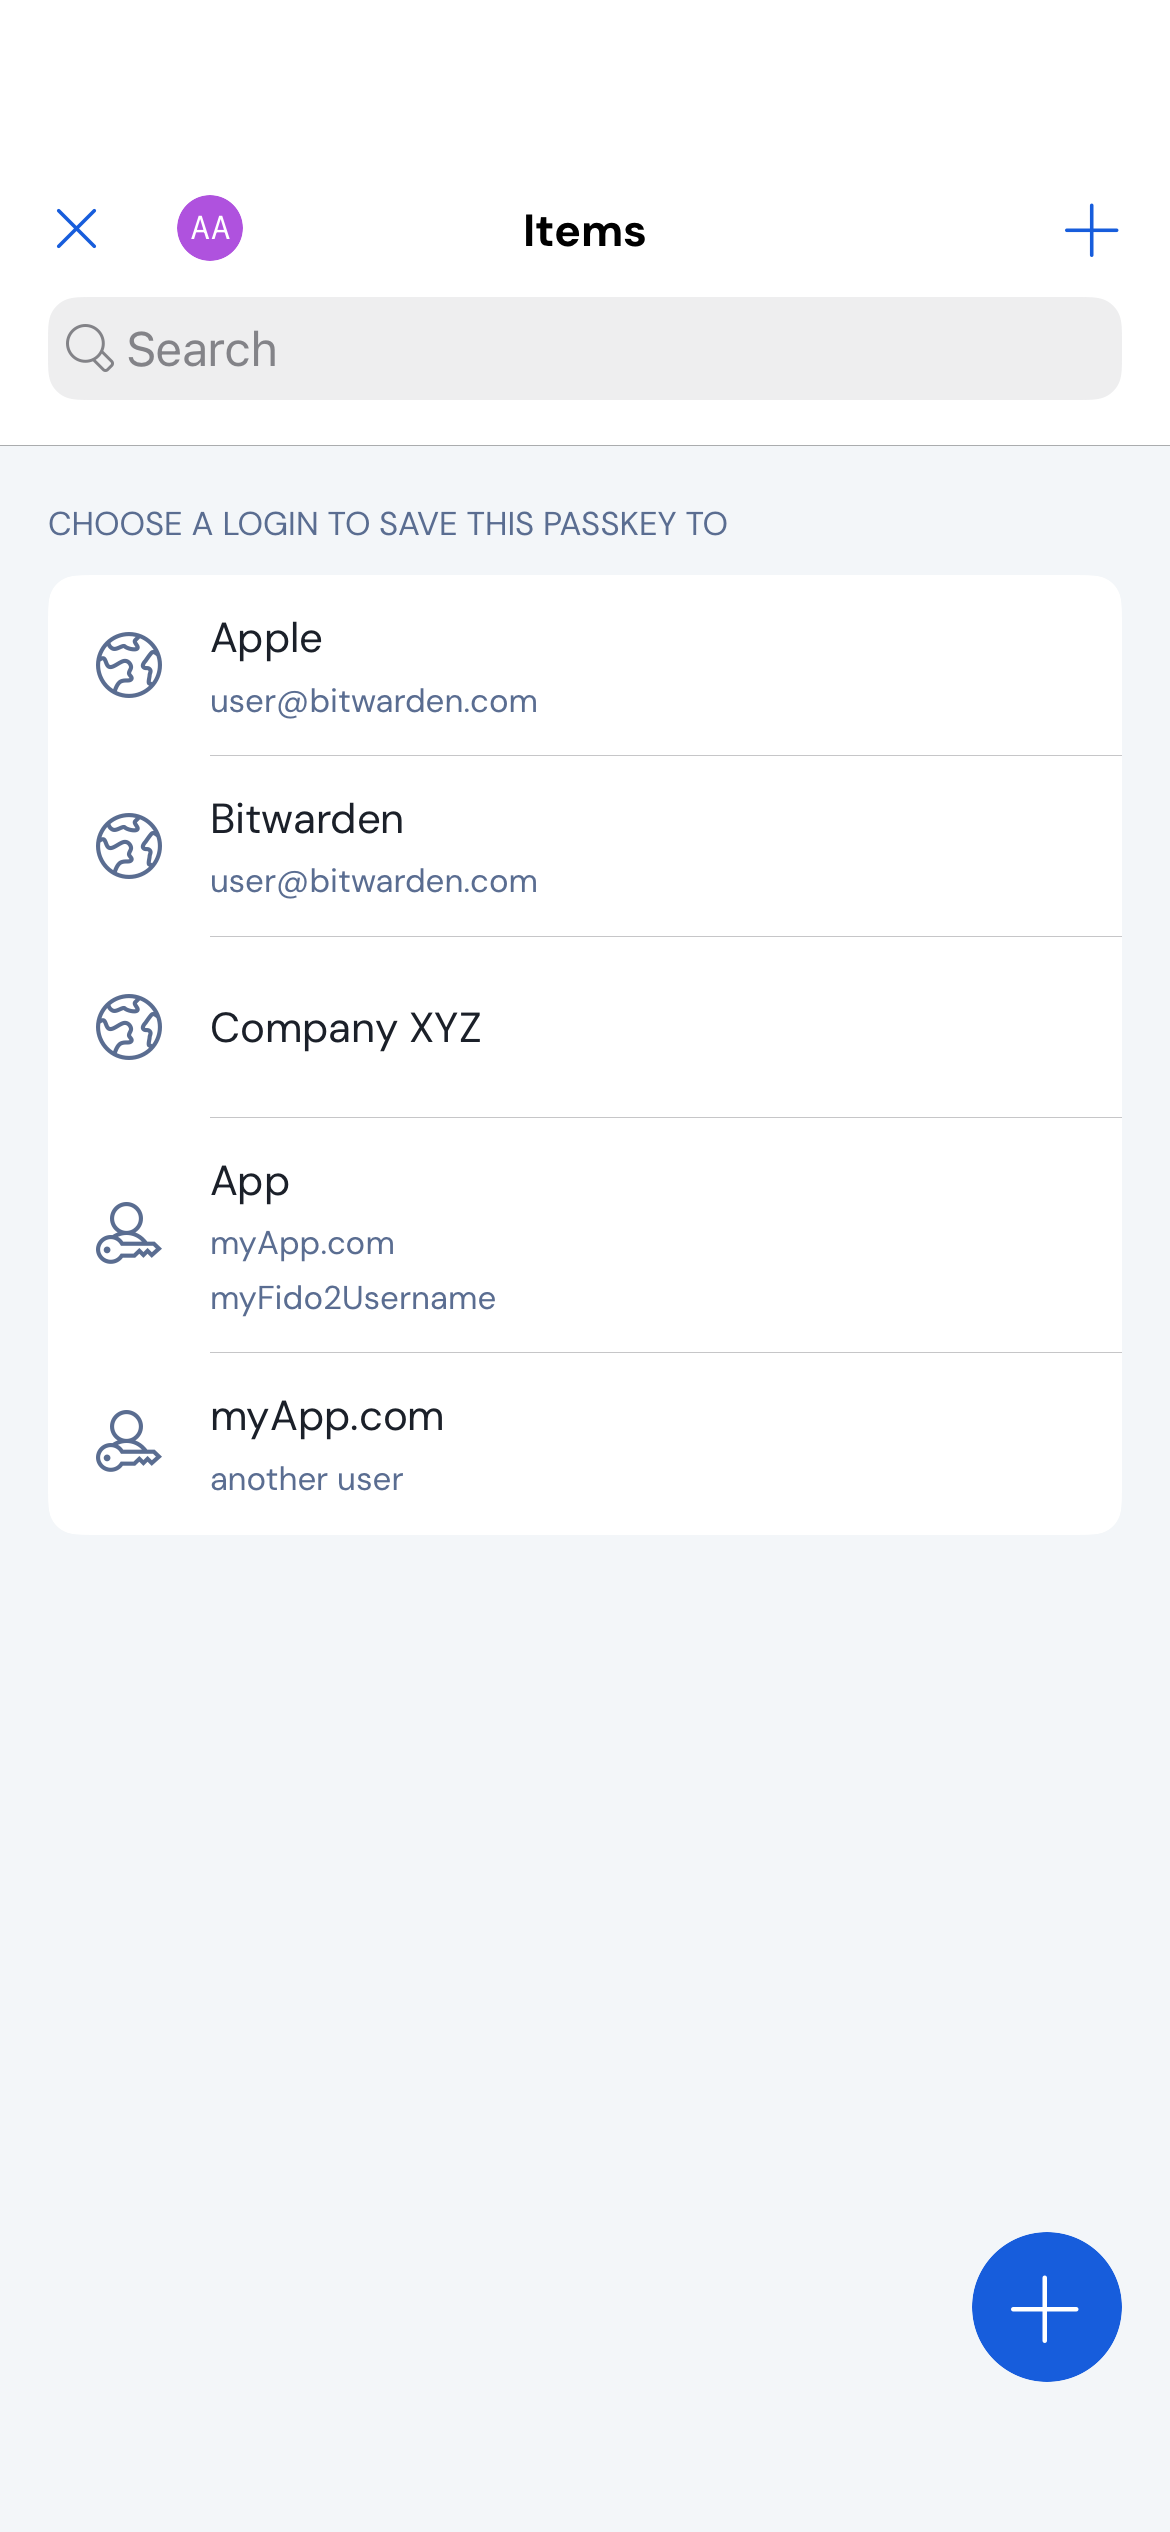 AA
Items
Search
CHOOSE A LOGIN TO SAVE THIS PASSKEY TO
Apple
user@bitwarden.com
Bitwarden
user@bitwarden.com
Company XYZ
App
myApp.com
myFido2Username
myApp.com
another user